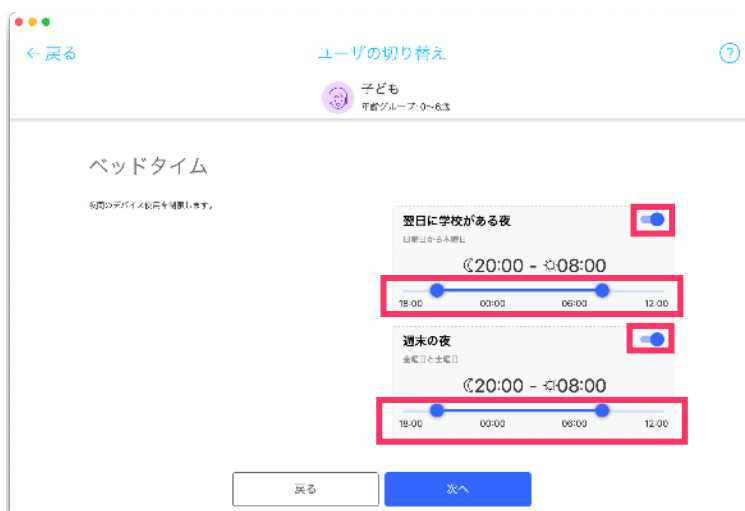 ← 戻る
ユーザの切り替え
?
子ども
年齢グループ: 0〜6歳
ベッドタイム
夜間のデバイス使用を制限します。
翌日に学校がある夜
日曜日から木曜日
20:00 - 08:00
18:00 00:00 06:00 12:00
週末の夜
金曜日と土曜日
20:00 - 08:00
18:00 00:00 06:00 12:00
戻る
次へ